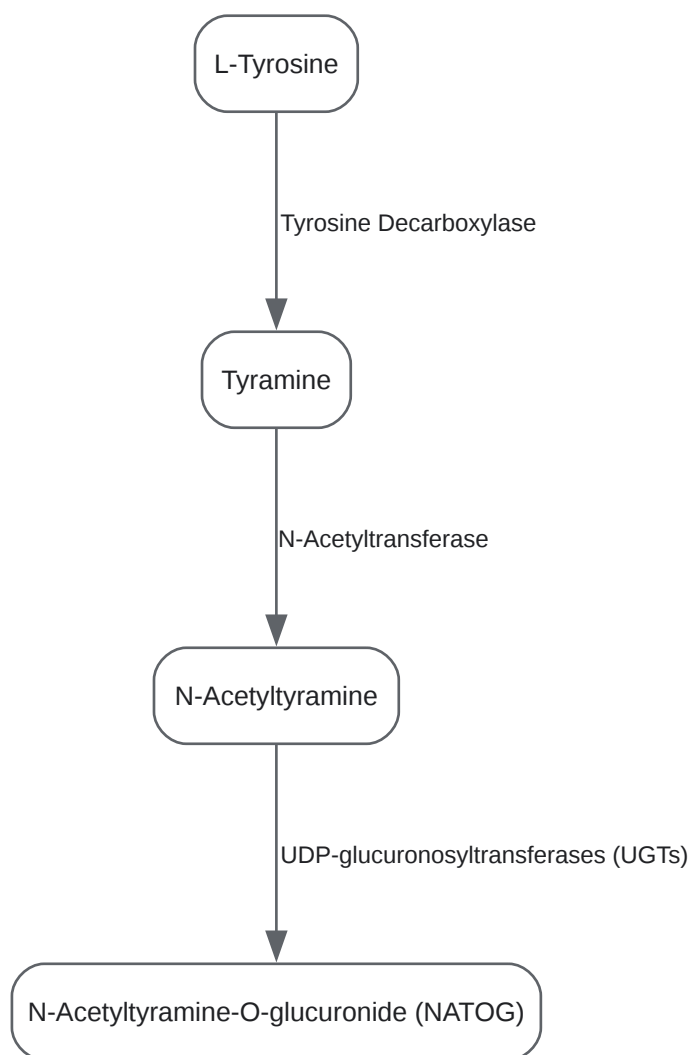 L-Tyrosine
Tyrosine Decarboxylase
Tyramine
N-Acetyltransferase
N-Acetyltyramine
UDP-glucuronosyltransferases (UGTs)
N-Acetyltyramine-O-glucuronide (NATOG)